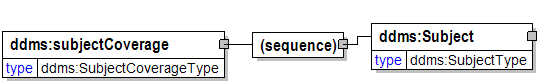 ddms:subjectCoverage
type ddms:SubjectCoverageType
(sequence)
ddms:Subject
type ddms:SubjectType